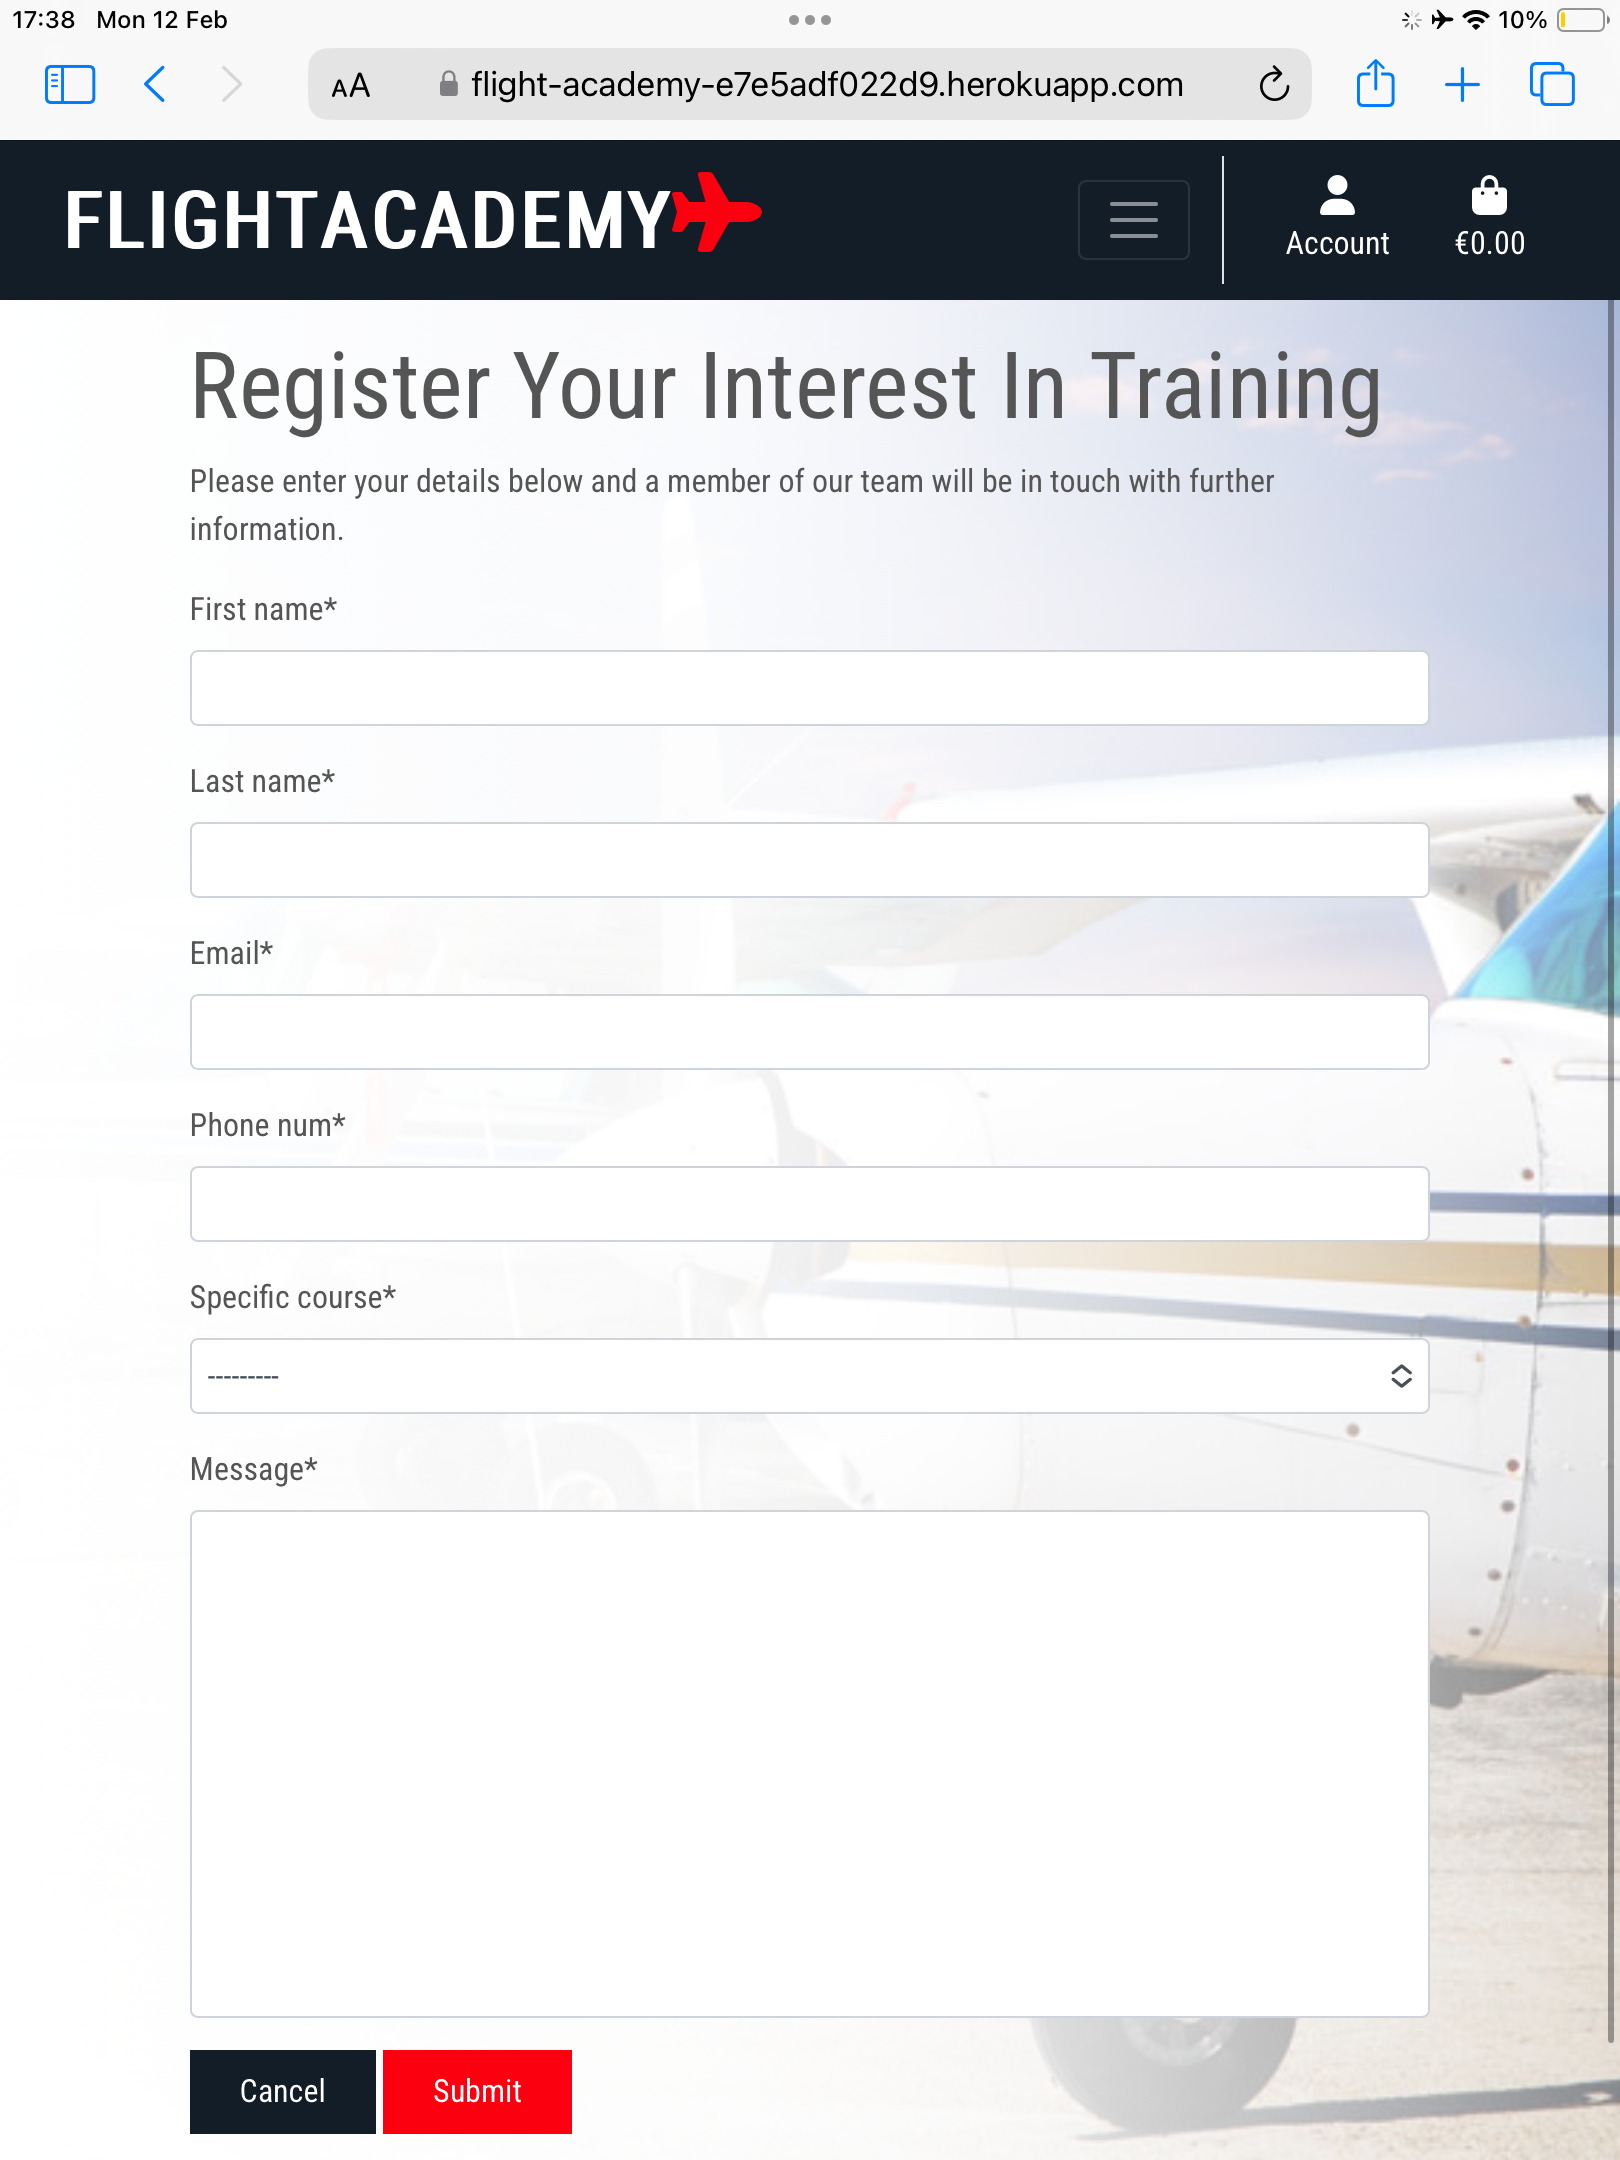 17:38 Mon 12 Feb
10%
AA flight-academy-e7e5adf022d9.herokuapp.com
FLIGHTACADEMY
Account €0.00
Register Your Interest In Training
Please enter your details below and a member of our team will be in touch with further
information.
First name*
Last name*
Email*
Phone num*
Specific course*
---------
Message*
Cancel Submit